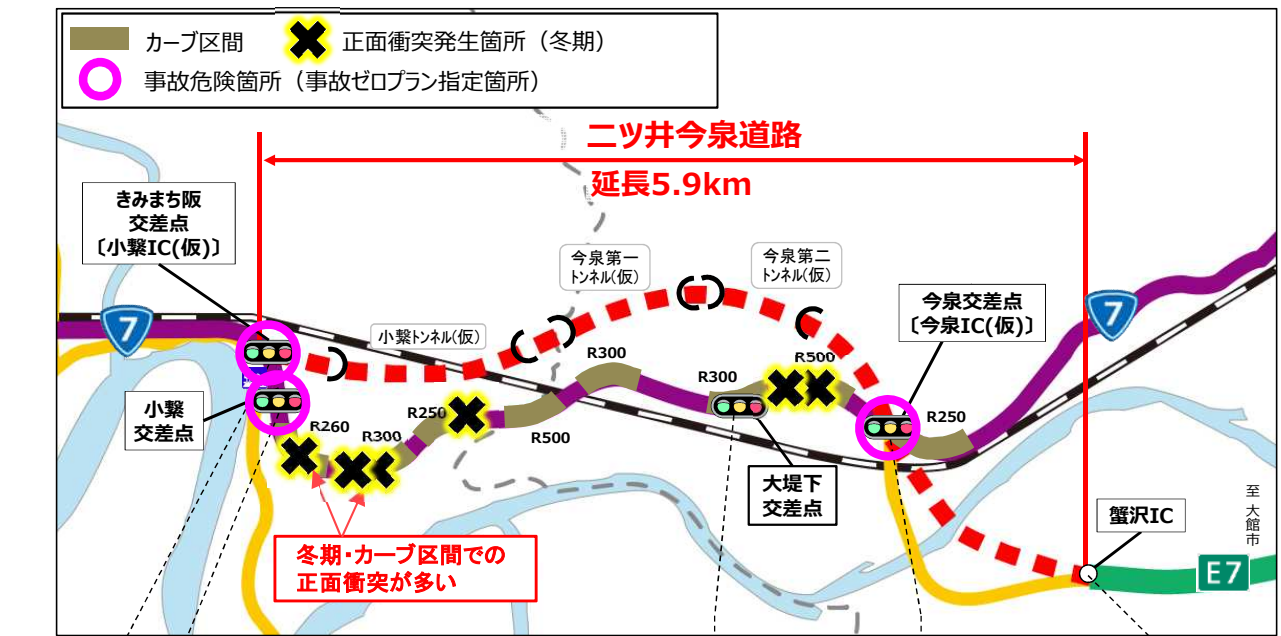 カーブ区間
正面衝突発生箇所（冬期）
事故危険箇所（事故ゼロプラン指定箇所）
二ツ井今泉道路
延長5.9km
きみまち阪
交差点
〔小繋IC(仮)〕
今泉第一
トンネル(仮)
今泉第二
トンネル(仮)
今泉交差点
〔今泉IC(仮)〕
7
7
小繋トンネル(仮)
R300
R300
R500
小繋
交差点
R250
R260
R300
R500
R250
大堤下
交差点
蟹沢IC
至 大館市
冬期・カーブ区間での
正面衝突が多い
E7